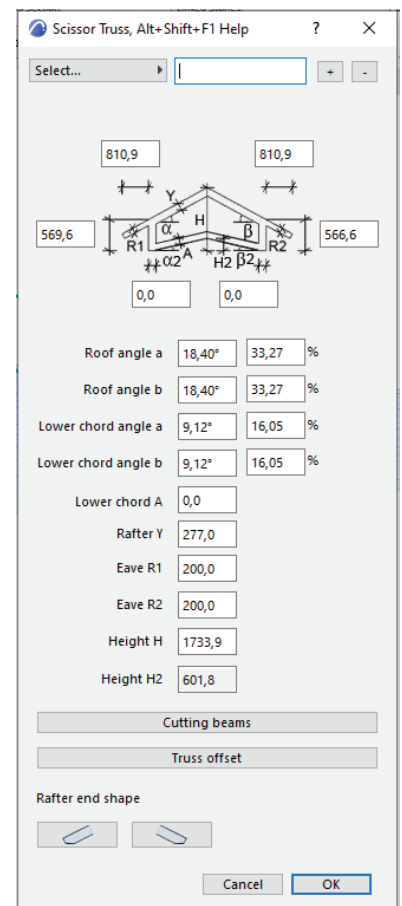 Scissor Truss, Alt+Shift+F1 Help ? ×
Select... + -
810,9 810,9
Y
569,6 R1 α H β R2 566,6
α2 A H2 β2
0,0 0,0
Roof angle a 18,40° 33,27 %
Roof angle b 18,40° 33,27 %
Lower chord angle a 9,12° 16,05 %
Lower chord angle b 9,12° 16,05 %
Lower chord A 0,0
Rafter Y 277,0
Eave R1 200,0
Eave R2 200,0
Height H 1733,9
Height H2 601,8
Cutting beams
Truss offset
Rafter end shape
Cancel OK